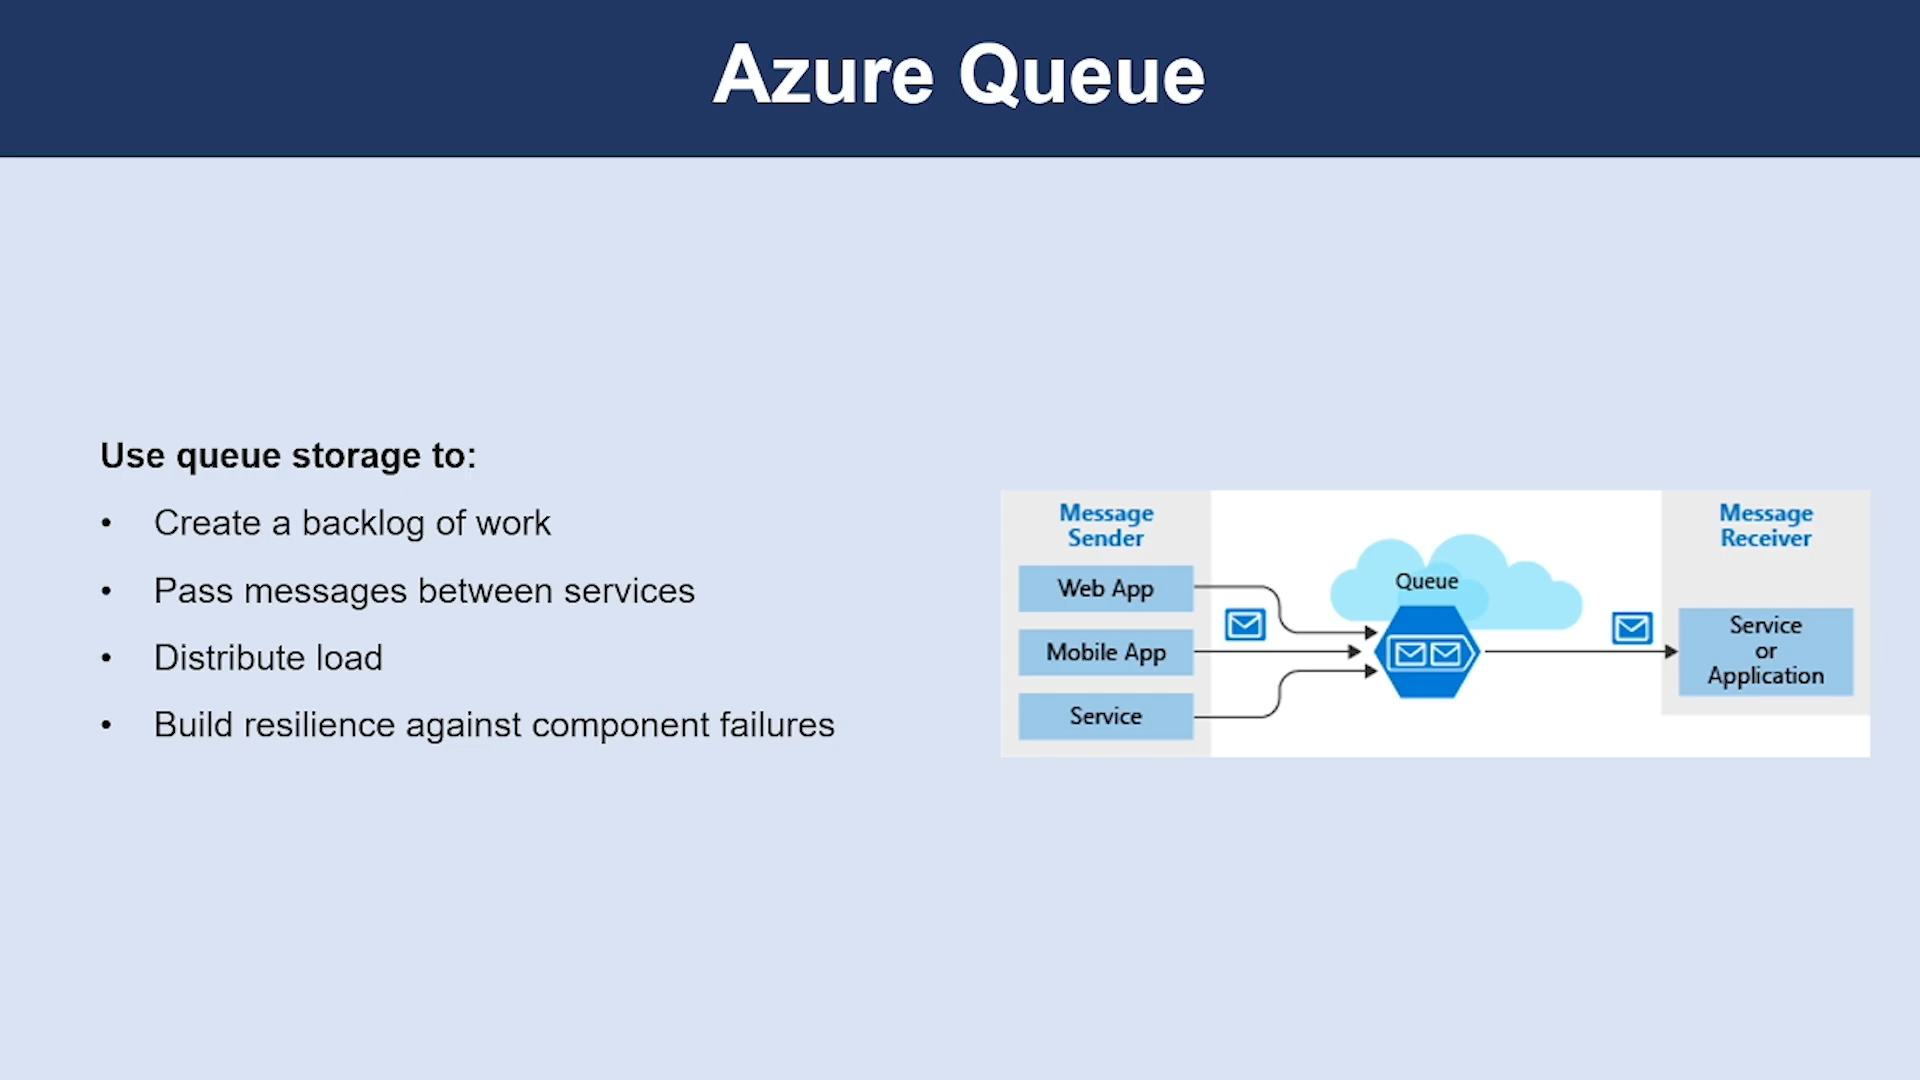 Azure Queue
Use queue storage to:
• Create a backlog of work
• Pass messages between services
• Distribute load
• Build resilience against component failures
Message
Sender
Web App
Mobile App
Service
Queue
Message
Receiver
Service
or
Application